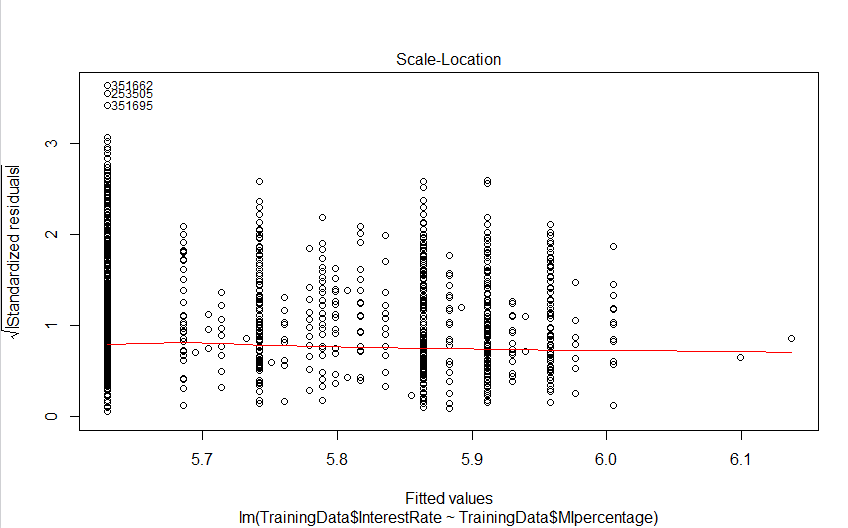 Scale-Location
351662
253505
351695
√|Standardized residuals|
3
2
1
0
5.7 5.8 5.9 6.0 6.1
Fitted values
lm(TrainingData$InterestRate ~ TrainingData$MIpercentage)